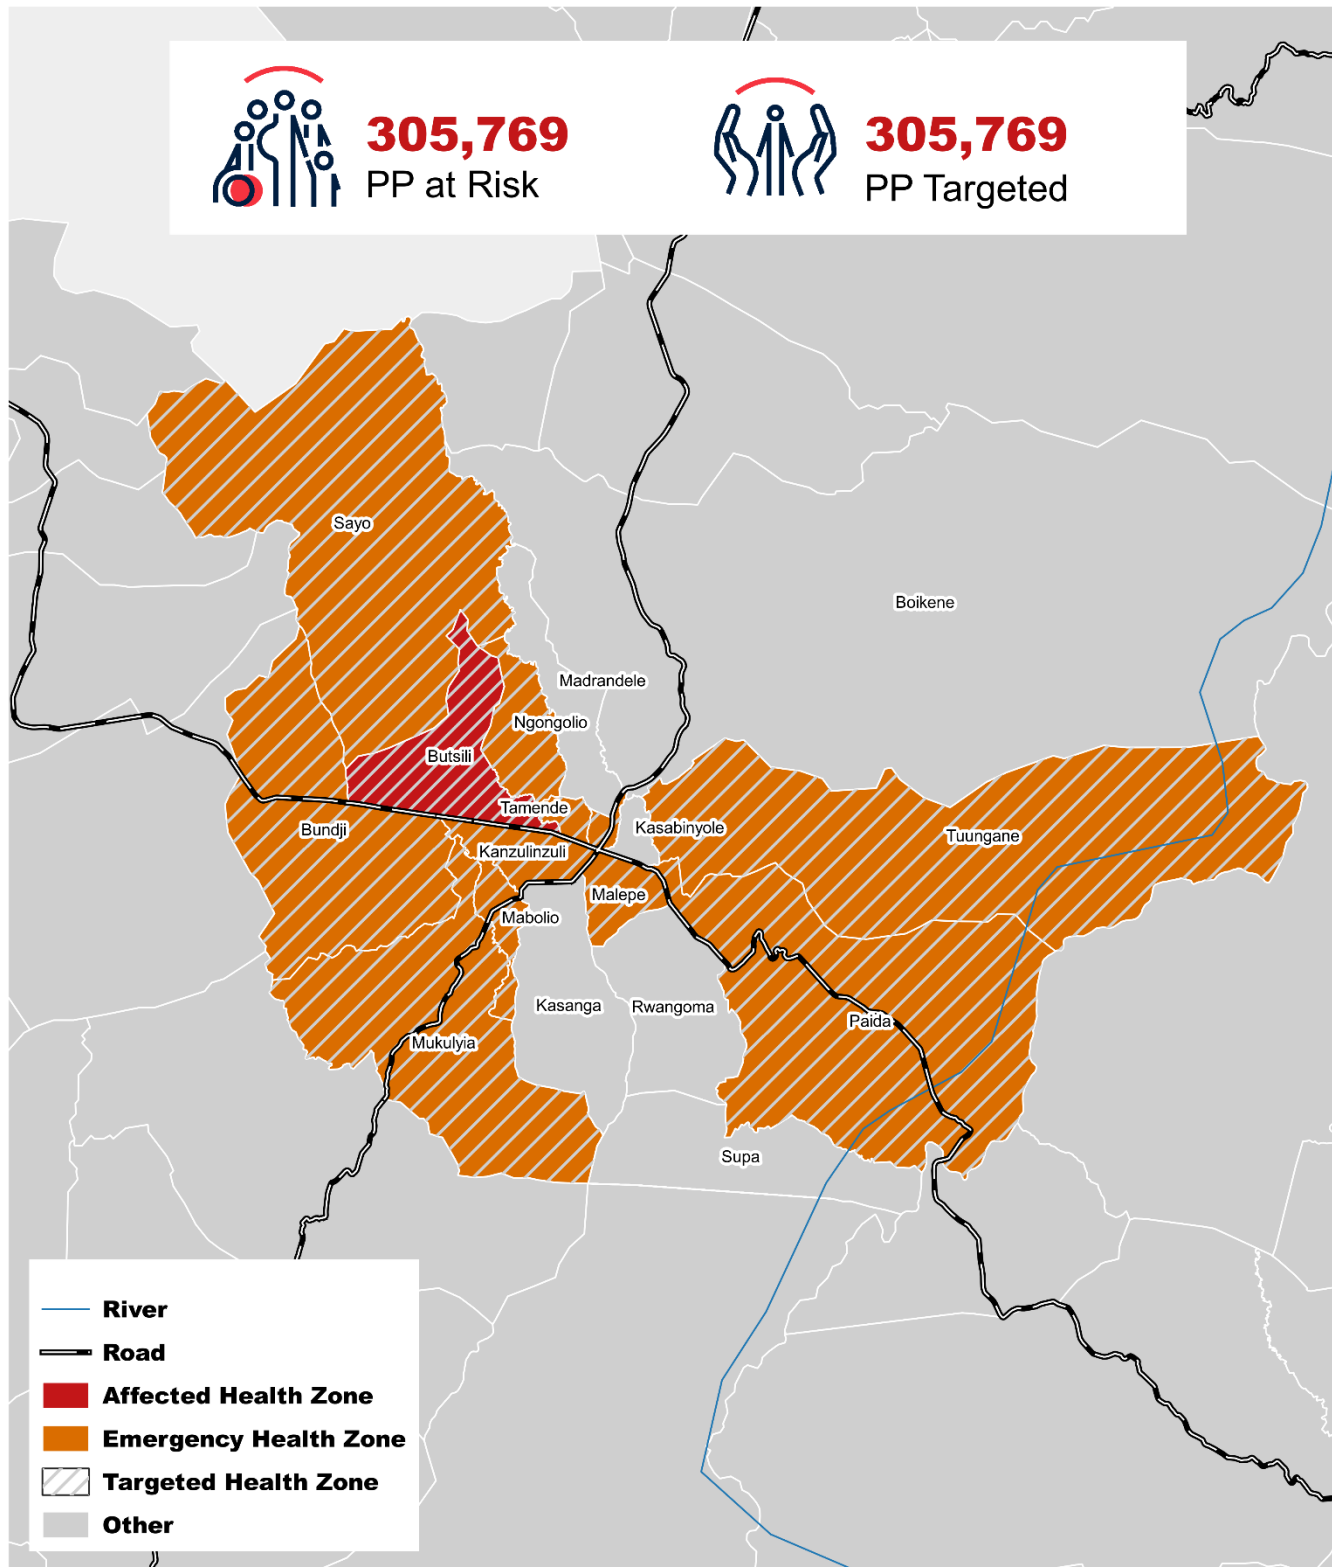 305,769
PP at Risk
305,769
PP Targeted
Sayo
Boikene
Madrandele
Ngongolio
Butsili
Tamende
Bundji
Kasabinyole
Tuungane
Kanzulinzuli
Malepe
Mabolio
Kasanga
Rwangoma
Paida
Mukulyia
Supa
River
Road
Affected Health Zone
Emergency Health Zone
Targeted Health Zone
Other